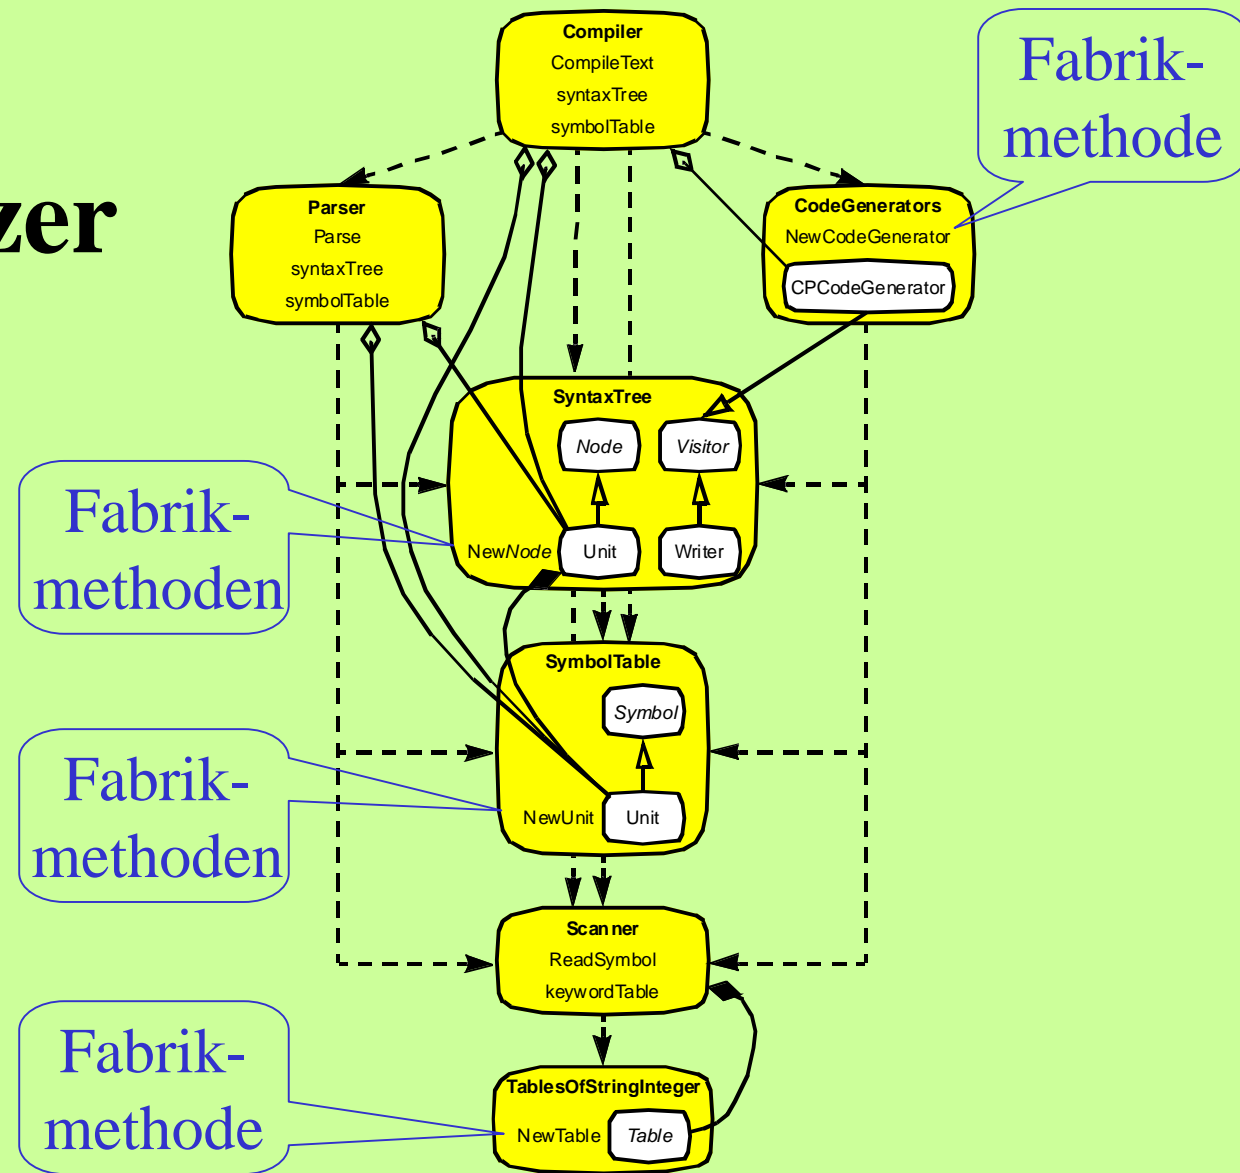 Compiler
CompileText
syntaxTree
symbolTable
Fabrik-
methode
zer
Parser
Parse
syntaxTree
symbolTable
CodeGenerators
NewCodeGenerator
CPCodeGenerator
SyntaxTree
Node
Visitor
NewNode
Unit
Writer
Fabrik-
methoden
SymbolTable
Symbol
NewUnit
Unit
Fabrik-
methoden
Scanner
ReadSymbol
keywordTable
Fabrik-
methode
TablesOfStringInteger
NewTable
Table